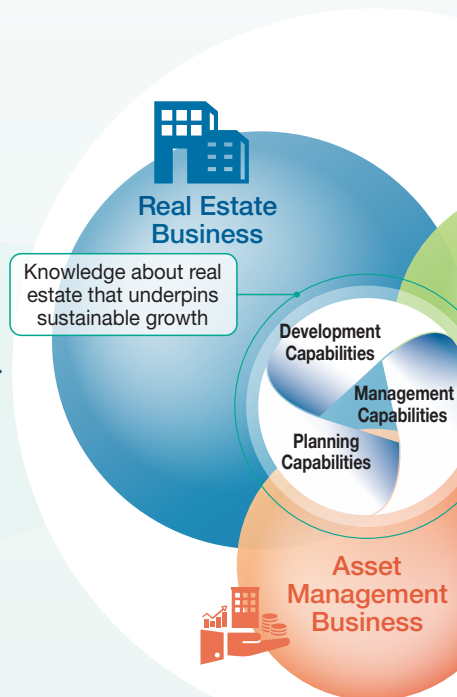 Real Estate
Business
Knowledge about real
estate that underpins
sustainable growth
Development
Capabilities
Management
Capabilities
Planning
Capabilities
Asset
Management
Business